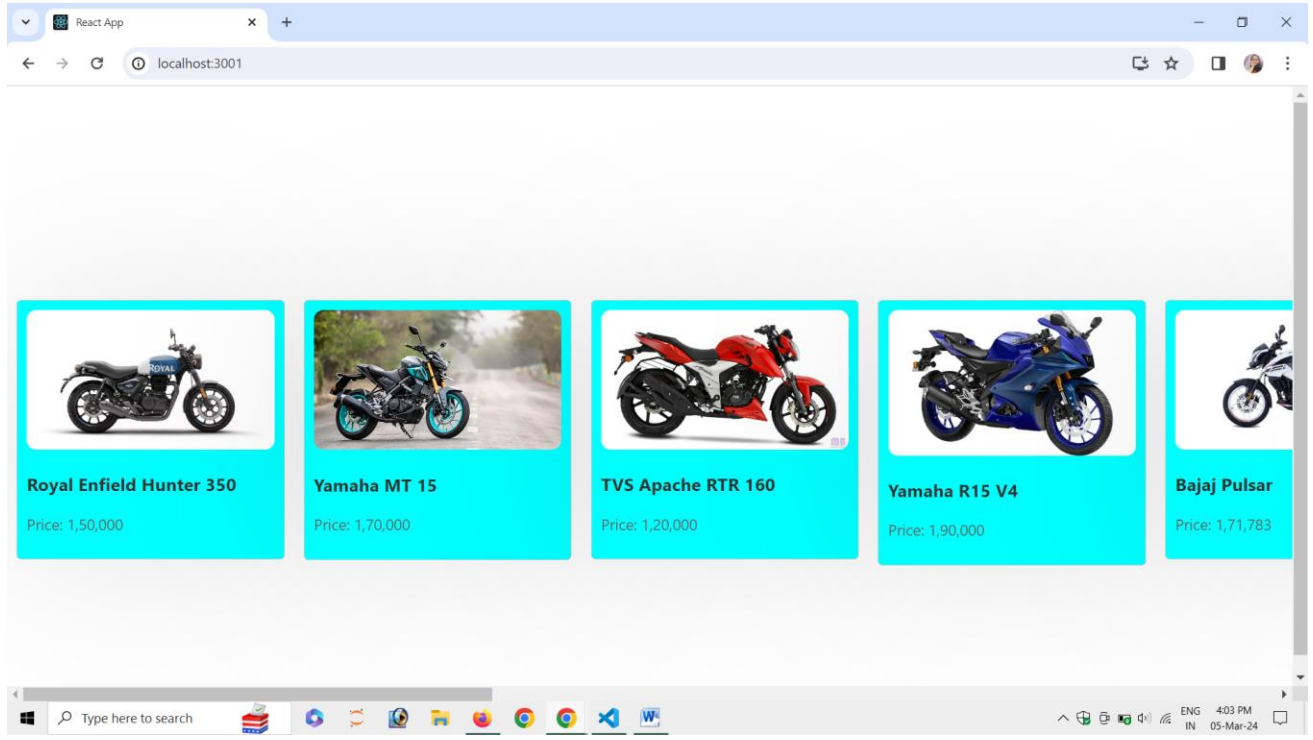 React App
localhost:3001
ROYAL
Royal Enfield Hunter 350
Price: 1,50,000
Yamaha MT 15
Price: 1,70,000
TVS Apache RTR 160
Price: 1,20,000
Yamaha R15 V4
Price: 1,90,000
Bajaj Pulsar
Price: 1,71,783
Type here to search
ENG
IN
4:03 PM
05-Mar-24